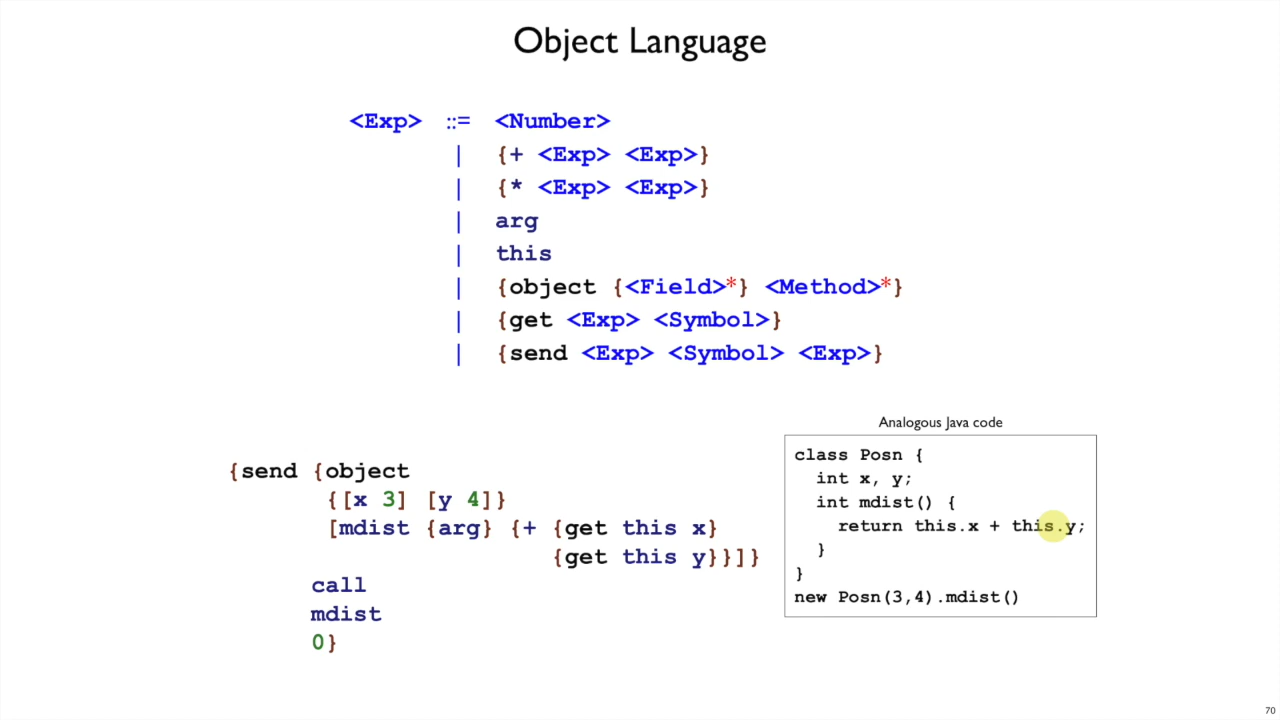 Object Language
<Exp> ::= <Number>
| {+ <Exp> <Exp>}
| {* <Exp> <Exp>}
| arg
| this
| {object {<Field>*} <Method>*}
| {get <Exp> <Symbol>}
| {send <Exp> <Symbol> <Exp>}
{send {object
{[x 3] [y 4]}
[mdist {arg} {+ {get this x}
{get this y}}]}
call
mdist
0}
Analogous Java code
class Posn {
int x, y;
int mdist() {
return this.x + this.y;
}
}
new Posn(3,4).mdist()
70